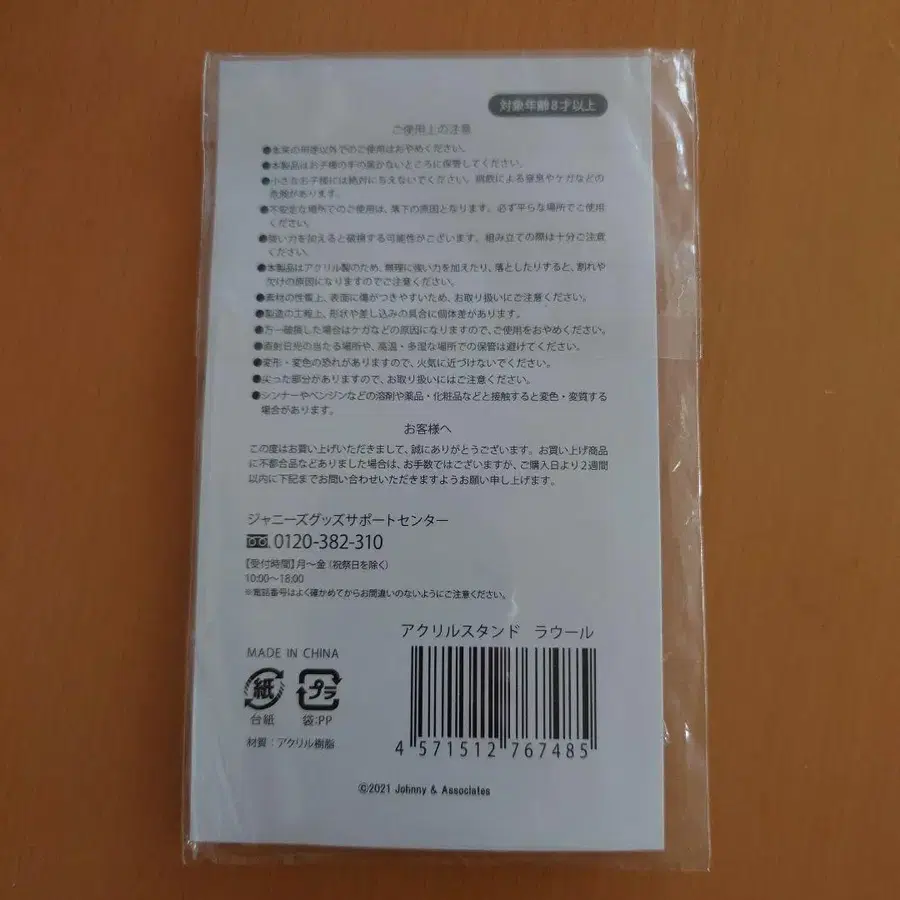 対象年齢8才以上
ご使用上の注意
●本来の用途以外でのご使用はおやめください。
●本製品はお子様の手の届かないところに保管してください。
●小さなお子様には絶対に与えないでください。誤飲による窒息やケガなどの
危険があります。
●不安定な場所でのご使用は、落下の原因となります。必ず平らな場所でご使用
ください。
●強い力を加えると破損する可能性がございます。組み立ての際は十分ご注意
ください。
●本製品はアクリル製のため、無理に強い力を加えたり、落としたりすると、割れや
欠けの原因になりますのでご注意ください。
●素材の性質上、表面に傷がつきやすいため、お取り扱いにご注意ください。
●製造の工程上、形状や差し込みの具合に個体差があります。
●万一破損した場合はケガなどの原因になりますので、ご使用をおやめください。
●直射日光の当たる場所や、高温・多湿な場所での保管は避けてください。
●変形・変色の恐れがありますので、火気に近づけないでください。
●尖った部分がありますので、お取り扱いにはご注意ください。
●シンナーやベンジンなどの溶剤や薬品・化粧品などと接触すると変色・変質する
場合があります。
お客様へ
この度はお買い上げいただきまして、誠にありがとうございます。お買い上げ商品
に不都合品などありました場合は、お手数ではございますが、ご購入日より2週間
以内に下記までお問い合わせいただきますようお願い申し上げます。
ジャニーズグッズサポートセンター
0120-382-310
【受付時間】月～金（祝祭日を除く）
10:00～18:00
※電話番号はよく確かめてからお間違いのないようにご注意ください。
アクリルスタンド ラウール
MADE IN CHINA
紙 プラ
台紙 袋:PP
材質：アクリル樹脂
4 571512 767485
©2021 Johnny & Associates